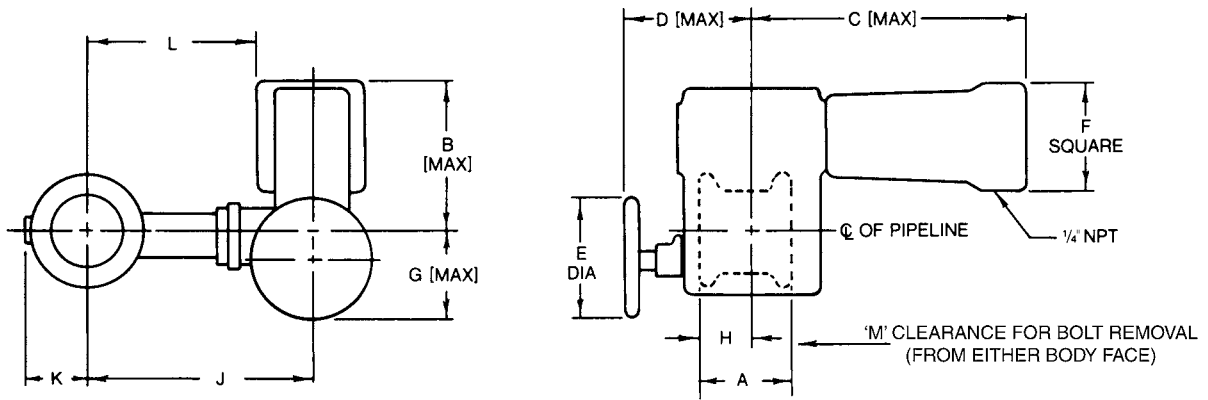 L
B
[MAX]
G [MAX]
K
J
D [MAX]
C [MAX]
F
SQUARE
E
DIA
℄ OF PIPELINE
¼" NPT
H
A
'M' CLEARANCE FOR BOLT REMOVAL
(FROM EITHER BODY FACE)